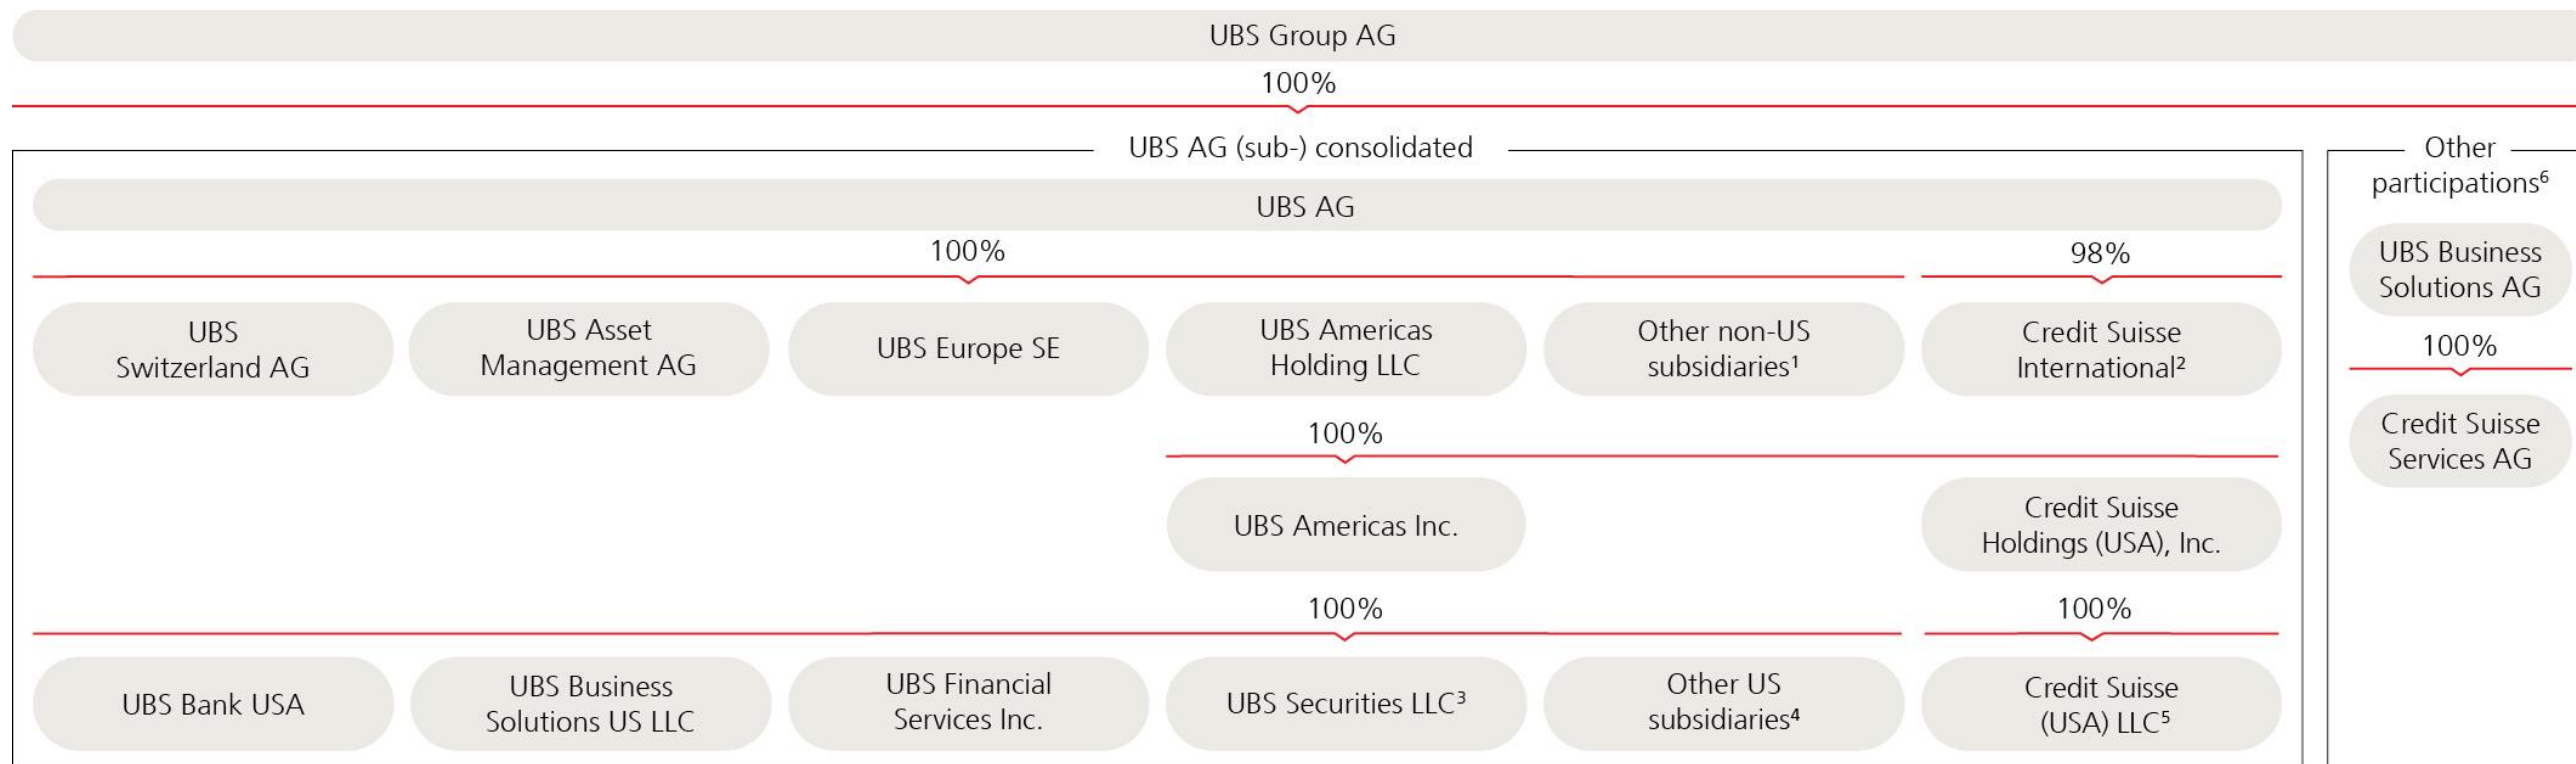 UBS Group AG
100%
UBS AG (sub-) consolidated
UBS AG
100%
98%
UBS
Switzerland AG
UBS Asset
Management AG
UBS Europe SE
UBS Americas
Holding LLC
Other non-US
subsidiaries¹
Credit Suisse
International²
100%
UBS Americas Inc.
Credit Suisse
Holdings (USA), Inc.
100%
100%
UBS Bank USA
UBS Business
Solutions US LLC
UBS Financial
Services Inc.
UBS Securities LLC³
Other US
subsidiaries⁴
Credit Suisse
(USA) LLC⁵
Other
participations⁶
UBS Business
Solutions AG
100%
Credit Suisse
Services AG